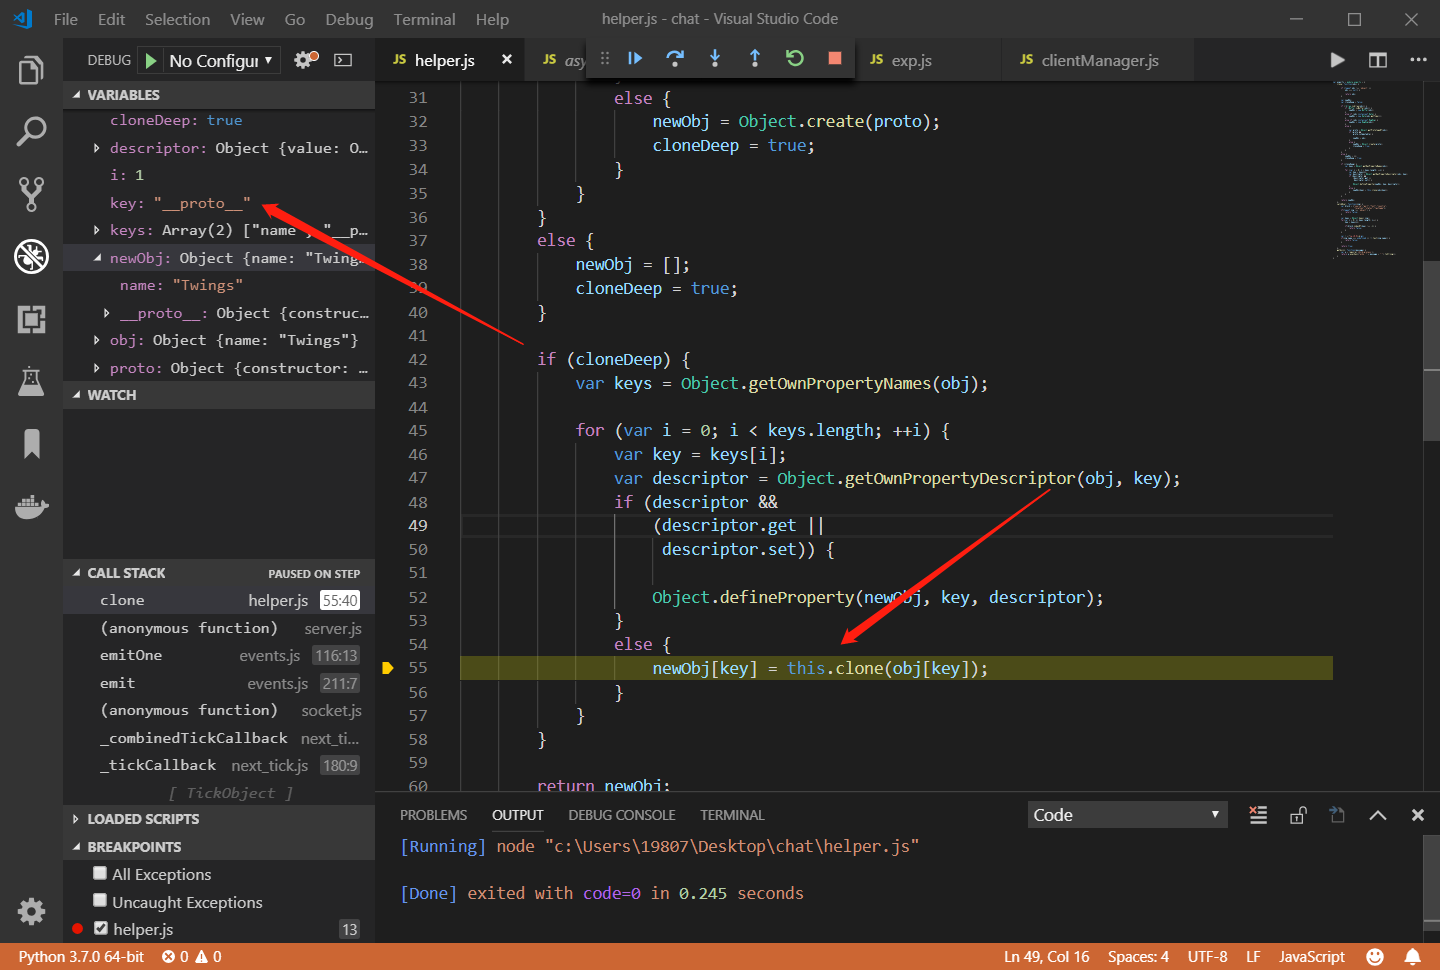 File Edit Selection View Go Debug Terminal Help helper.js - chat - Visual Studio Code
DEBUG No Configur
JS helper.js JS asy JS exp.js JS clientManager.js
VARIABLES
cloneDeep: true
descriptor: Object {value: O…
i: 1
key: "__proto__"
keys: Array(2) ["name", "__p…
newObj: Object {name: "Twing…
name: "Twings"
__proto__: Object {construc…
obj: Object {name: "Twings"}
proto: Object {constructor: …
WATCH
CALL STACK PAUSED ON STEP
clone helper.js 55:40
(anonymous function) server.js
emitOne events.js 116:13
emit events.js 211:7
(anonymous function) socket.js
_combinedTickCallback next_ti…
_tickCallback next_tick.js 180:9
[ TickObject ]
LOADED SCRIPTS
BREAKPOINTS
All Exceptions
Uncaught Exceptions
helper.js 13
31 else {
32 newObj = Object.create(proto);
33 cloneDeep = true;
34 }
35 }
36 }
37 else {
38 newObj = [];
39 cloneDeep = true;
40 }
41
42 if (cloneDeep) {
43 var keys = Object.getOwnPropertyNames(obj);
44
45 for (var i = 0; i < keys.length; ++i) {
46 var key = keys[i];
47 var descriptor = Object.getOwnPropertyDescriptor(obj, key);
48 if (descriptor &&
49 (descriptor.get ||
50 descriptor.set)) {
51
52 Object.defineProperty(newObj, key, descriptor);
53 }
54 else {
55 newObj[key] = this.clone(obj[key]);
56 }
57 }
58 }
59
60 return newObj;
PROBLEMS OUTPUT DEBUG CONSOLE TERMINAL Code
[Running] node "c:\Users\19807\Desktop\chat\helper.js"
[Done] exited with code=0 in 0.245 seconds
Python 3.7.0 64-bit 0 0 Ln 49, Col 16 Spaces: 4 UTF-8 LF JavaScript